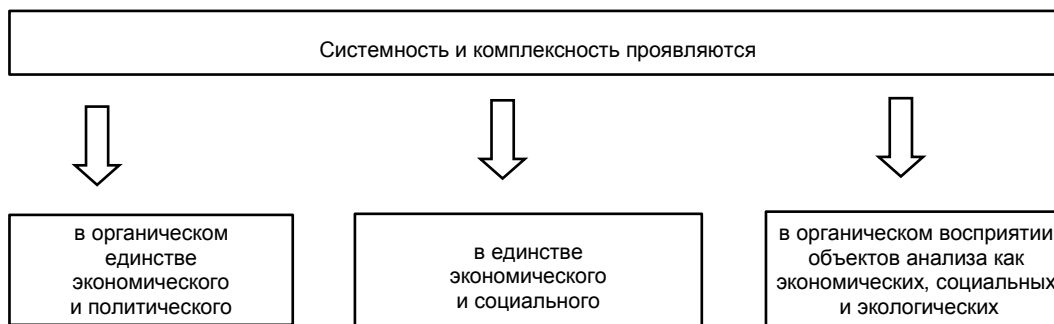 Системность и комплексность проявляются
в органическом
единстве
экономического
и политического
в единстве
экономического
и социального
в органическом восприятии
объектов анализа как
экономических, социальных
и экологических